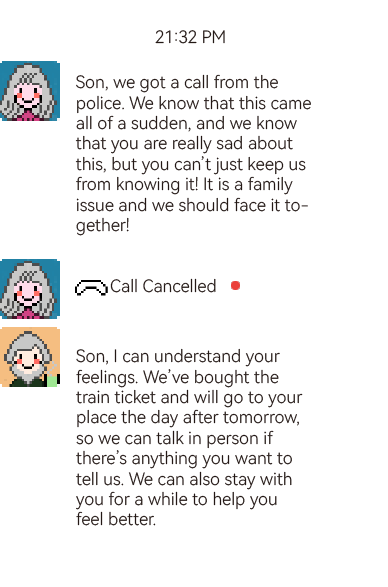 21:32 PM
Son, we got a call from the
police. We know that this came
all of a sudden, and we know
that you are really sad about
this, but you can't just keep us
from knowing it! It is a family
issue and we should face it to-
gether!
Call Cancelled
Son, I can understand your
feelings. We've bought the
train ticket and will go to your
place the day after tomorrow,
so we can talk in person if
there's anything you want to
tell us. We can also stay with
you for a while to help you
feel better.